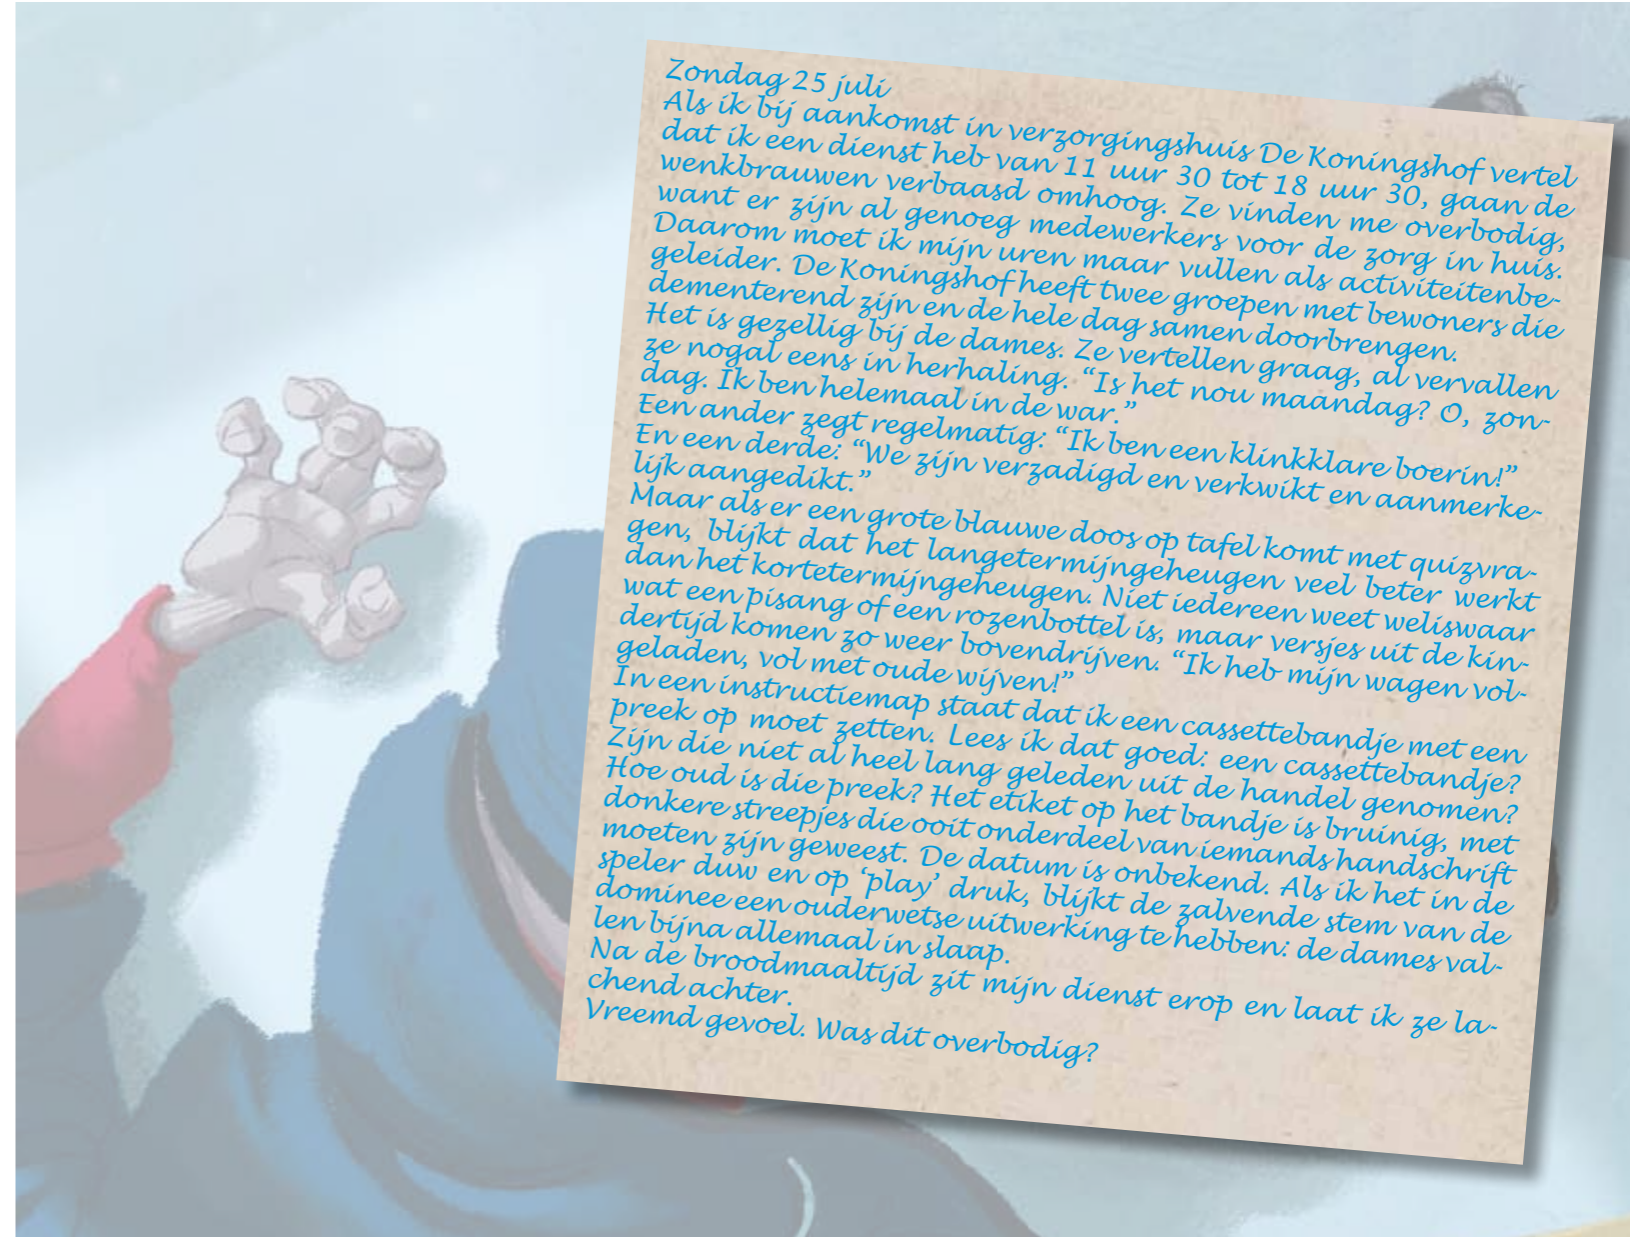 Zondag 25 juli
Als ik bij aankomst in verzorgingshuis De Koningshof vertel
dat ik een dienst heb van 11 uur 30 tot 18 uur 30, gaan de
wenkbrauwen verbaasd omhoog. Ze vinden me overbodig,
want er zijn al genoeg medewerkers voor de zorg in huis.
Daarom moet ik mijn uren maar vullen als activiteitenbe-
geleider. De Koningshof heeft twee groepen met bewoners die
dementerend zijn en de hele dag samen doorbrengen.
Het is gezellig bij de dames. Ze vertellen graag, al vervallen
ze nogal eens in herhaling. “Is het nou maandag? O, zon-
dag. Ik ben helemaal in de war.”
Een ander zegt regelmatig: “Ik ben een klinkklare boerin!”
En een derde: “We zijn verzadigd en verkwikt en aanmerke-
lijk aangedikt.”
Maar als er een grote blauwe doos op tafel komt met quizvra-
gen, blijkt dat het langetermijngeheugen veel beter werkt
dan het kortetermijngeheugen. Niet iedereen weet weliswaar
wat een pisang of een rozenbottel is, maar versjes uit de kin-
dertijd komen zo weer bovendrijven. “Ik heb mijn wagen vol-
geladen, vol met oude wijven!”
In een instructiemap staat dat ik een cassettebandje met een
preek op moet zetten. Lees ik dat goed: een cassettebandje?
Zijn die niet al heel lang geleden uit de handel genomen?
Hoe oud is die preek? Het etiket op het bandje is bruinig, met
donkere streepjes die ooit onderdeel van iemands handschrift
moeten zijn geweest. De datum is onbekend. Als ik het in de
speler duw en op ‘play’ druk, blijkt de zalvende stem van de
dominee een ouderwetse uitwerking te hebben: de dames val-
len bijna allemaal in slaap.
Na de broodmaaltijd zit mijn dienst erop en laat ik ze la-
chend achter.
Vreemd gevoel. Was dit overbodig?